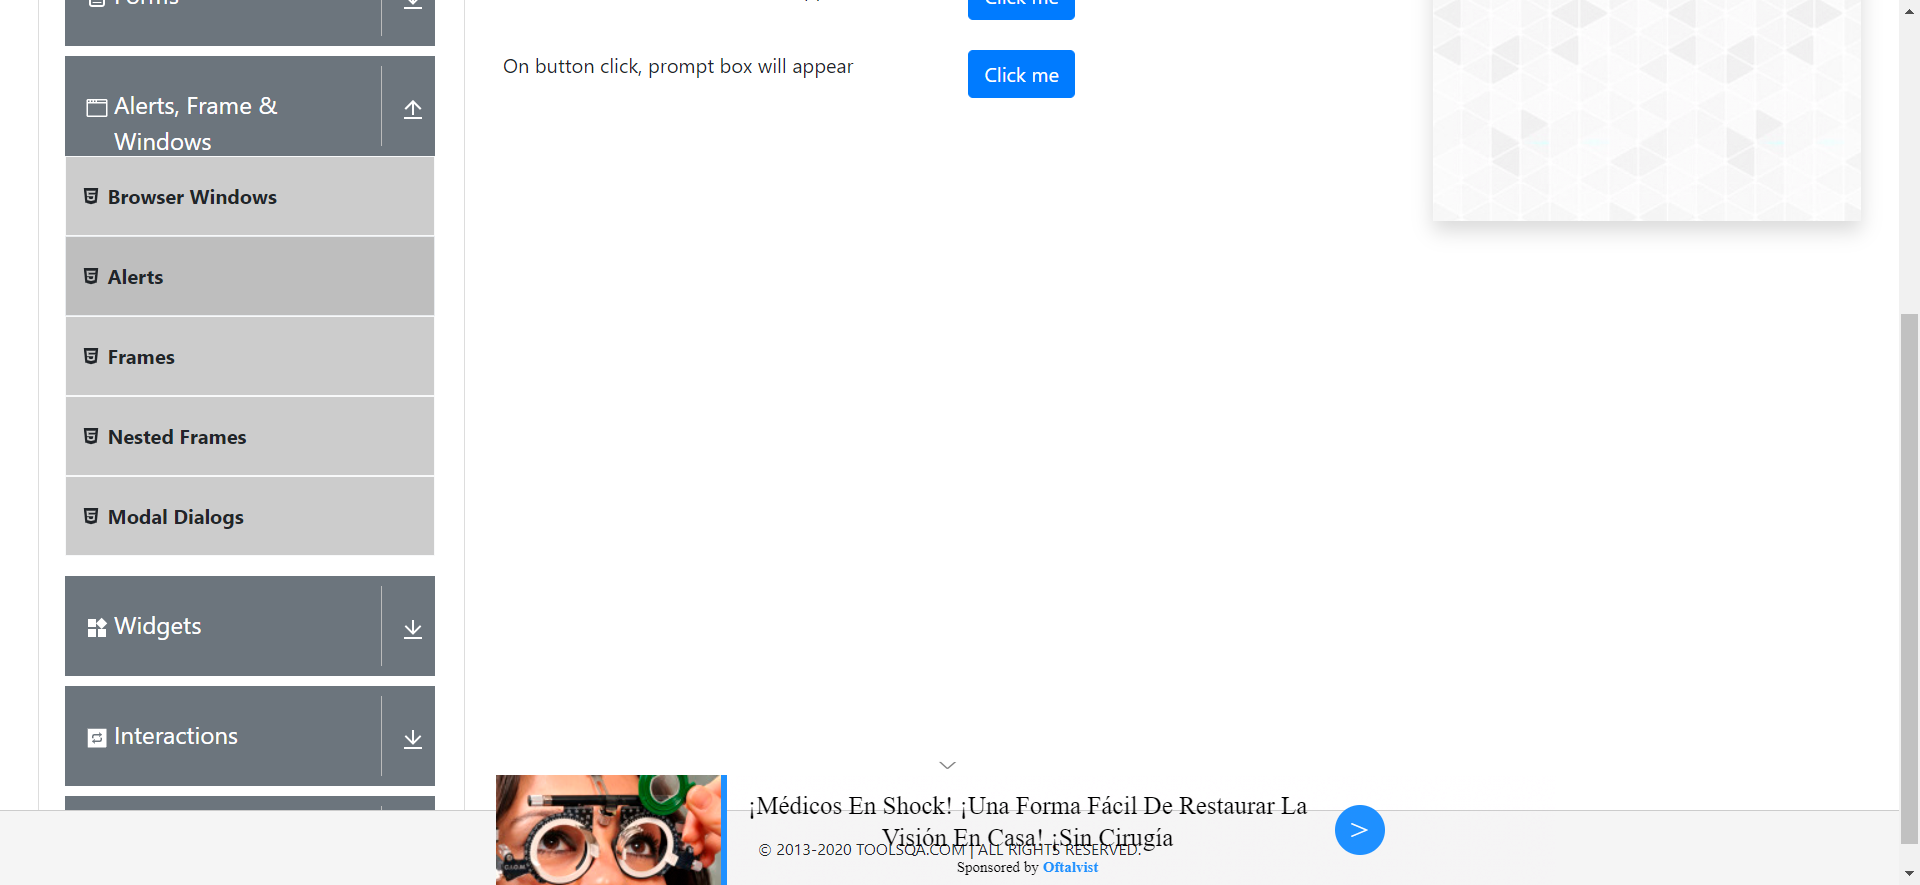 Forms
Click me
On button click, prompt box will appear
Click me
Alerts, Frame &
Windows
Browser Windows
Alerts
Frames
Nested Frames
Modal Dialogs
Widgets
Interactions
¡Médicos En Shock! ¡Una Forma Fácil De Restaurar La
Visión En Casa! ¡Sin Cirugía
>
© 2013-2020 TOOLSQA.COM | ALL RIGHTS RESERVED.
Sponsored by Oftalvist